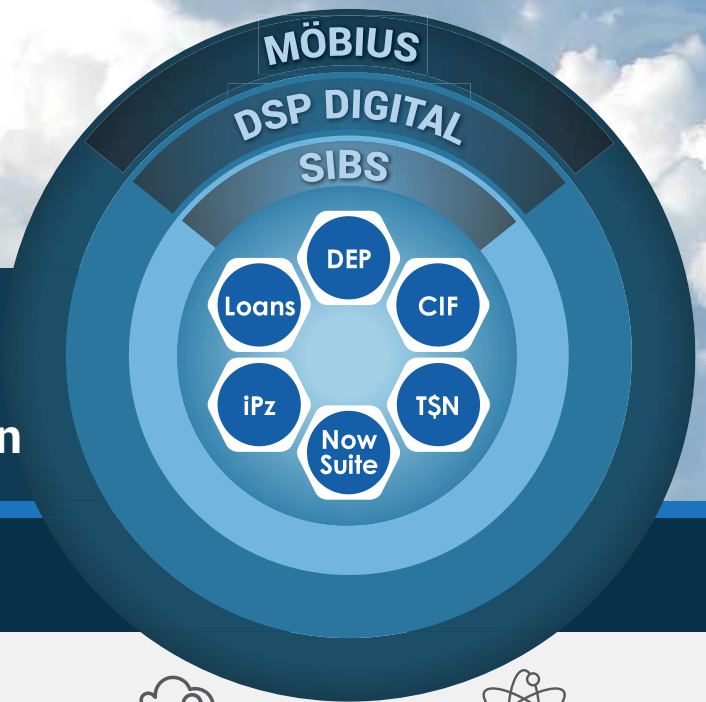 MÖBIUS
DSP DIGITAL
SIBS
DEP
Loans
CIF
iPz
T$N
Now
Suite
n